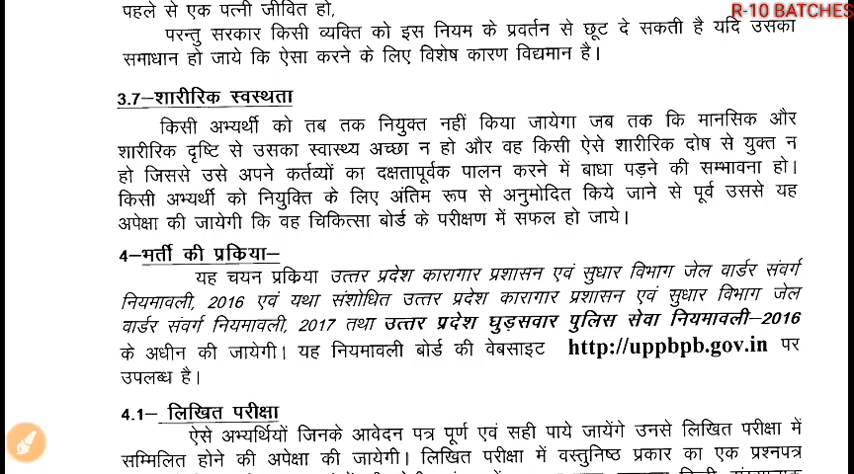 पहले से एक पत्नी जीवित हो,
R-10 BATCHES
परन्तु सरकार किसी व्यक्ति को इस नियम के प्रवर्तन से छूट दे सकती है यदि उसका
समाधान हो जाये कि ऐसा करने के लिए विशेष कारण विद्यमान है।
3.7–शारीरिक स्वस्थता
किसी अभ्यर्थी को तब तक नियुक्त नहीं किया जायेगा जब तक कि मानसिक और
शारीरिक दृष्टि से उसका स्वास्थ्य अच्छा न हो और वह किसी ऐसे शारीरिक दोष से युक्त न
हो जिससे उसे अपने कर्तव्यों का दक्षतापूर्वक पालन करने में बाधा पड़ने की सम्भावना हो।
किसी अभ्यर्थी को नियुक्ति के लिए अंतिम रूप से अनुमोदित किये जाने से पूर्व उससे यह
अपेक्षा की जायेगी कि वह चिकित्सा बोर्ड के परीक्षण में सफल हो जाये।
4–भर्ती की प्रकिया–
यह चयन प्रकिया उत्तर प्रदेश कारागार प्रशासन एवं सुधार विभाग जेल वार्डर संवर्ग
नियमावली, 2016 एवं यथा संशोधित उत्तर प्रदेश कारागार प्रशासन एवं सुधार विभाग जेल
वार्डर संवर्ग नियमावली, 2017 तथा उत्तर प्रदेश घुड़सवार पुलिस सेवा नियमावली–2016
के अधीन की जायेगी। यह नियमावली बोर्ड की वेबसाइट http://uppbpb.gov.in पर
उपलब्ध है।
4.1– लिखित परीक्षा
ऐसे अभ्यर्थियों जिनके आवेदन पत्र पूर्ण एवं सही पाये जायेंगे उनसे लिखित परीक्षा में
सम्मिलित होने की अपेक्षा की जायेगी। लिखित परीक्षा में वस्तुनिष्ठ प्रकार का एक प्रश्नपत्र